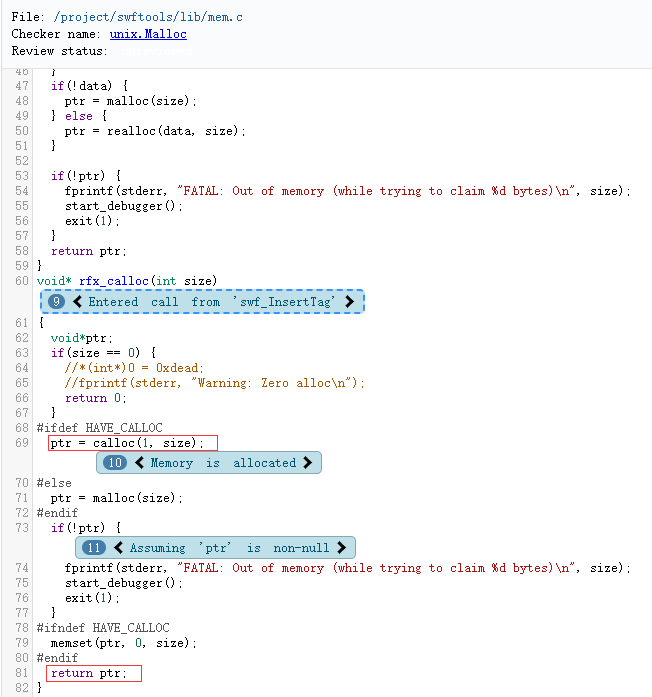 File: /project/swftools/lib/mem.c
Checker name: unix.Malloc
Review status:
46 }
47 if(!data) {
48 ptr = malloc(size);
49 } else {
50 ptr = realloc(data, size);
51 }
52
53 if(!ptr) {
54 fprintf(stderr, "FATAL: Out of memory (while trying to claim %d bytes)\n", size);
55 start_debugger();
56 exit(1);
57 }
58 return ptr;
59 }
60 void* rfx_calloc(int size)
9 Entered call from 'swf_InsertTag'
61 {
62 void*ptr;
63 if(size == 0) {
64 //*(int*)0 = 0xdead;
65 //fprintf(stderr, "Warning: Zero alloc\n");
66 return 0;
67 }
68 #ifdef HAVE_CALLOC
69 ptr = calloc(1, size);
10 Memory is allocated
70 #else
71 ptr = malloc(size);
72 #endif
73 if(!ptr) {
11 Assuming 'ptr' is non-null
74 fprintf(stderr, "FATAL: Out of memory (while trying to claim %d bytes)\n", size);
75 start_debugger();
76 exit(1);
77 }
78 #ifndef HAVE_CALLOC
79 memset(ptr, 0, size);
80 #endif
81 return ptr;
82 }